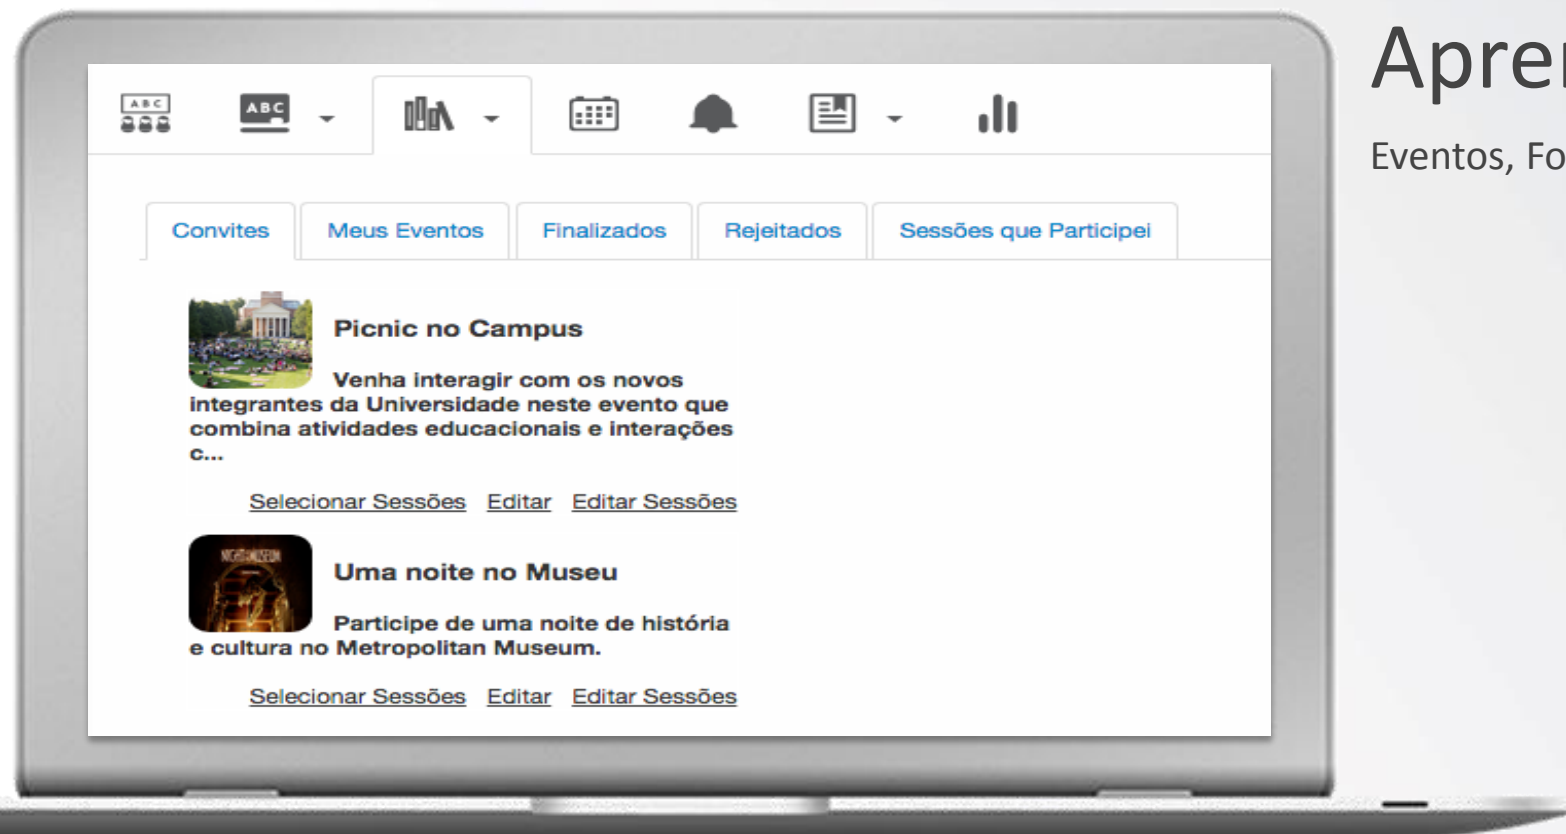 Apre
Eventos, Fo
ABC
ABC
Convites Meus Eventos Finalizados Rejeitados Sessões que Participei
Picnic no Campus
Venha interagir com os novos
integrantes da Universidade neste evento que
combina atividades educacionais e interações
c...
Selecionar Sessões Editar Editar Sessões
Uma noite no Museu
Participe de uma noite de história
e cultura no Metropolitan Museum.
Selecionar Sessões Editar Editar Sessões